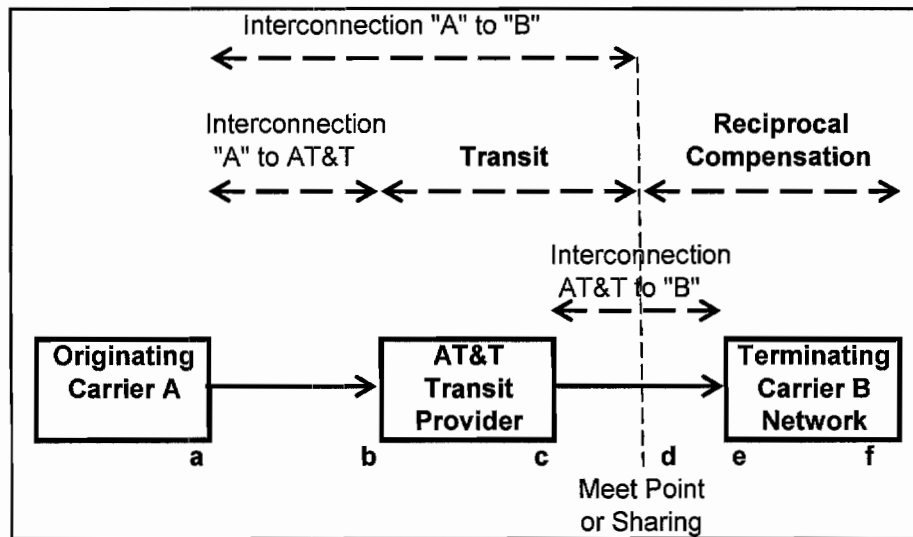 Interconnection "A" to "B"
Interconnection
"A" to AT&T
Transit
Reciprocal
Compensation
Interconnection
AT&T to "B"
Originating
Carrier A
AT&T
Transit
Provider
Terminating
Carrier B
Network
a
b
c
d
e
f
Meet Point
or Sharing